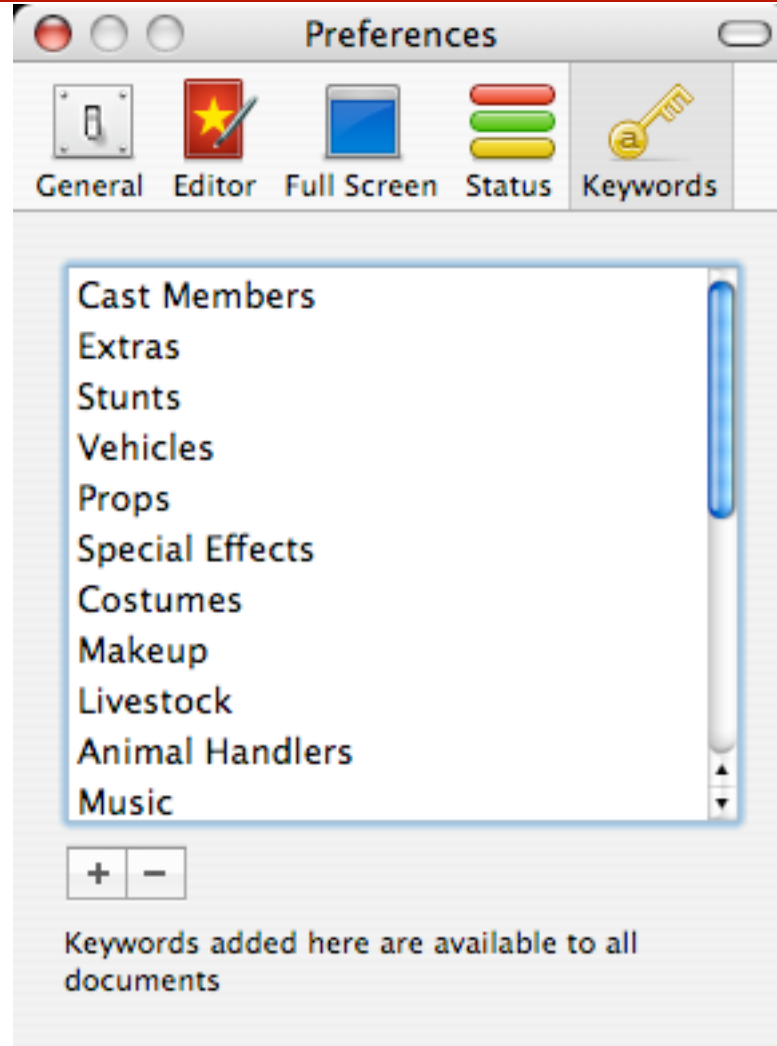 Preferences
General Editor Full Screen Status Keywords
a
Cast Members
Extras
Stunts
Vehicles
Props
Special Effects
Costumes
Makeup
Livestock
Animal Handlers
Music
+ −
Keywords added here are available to all
documents